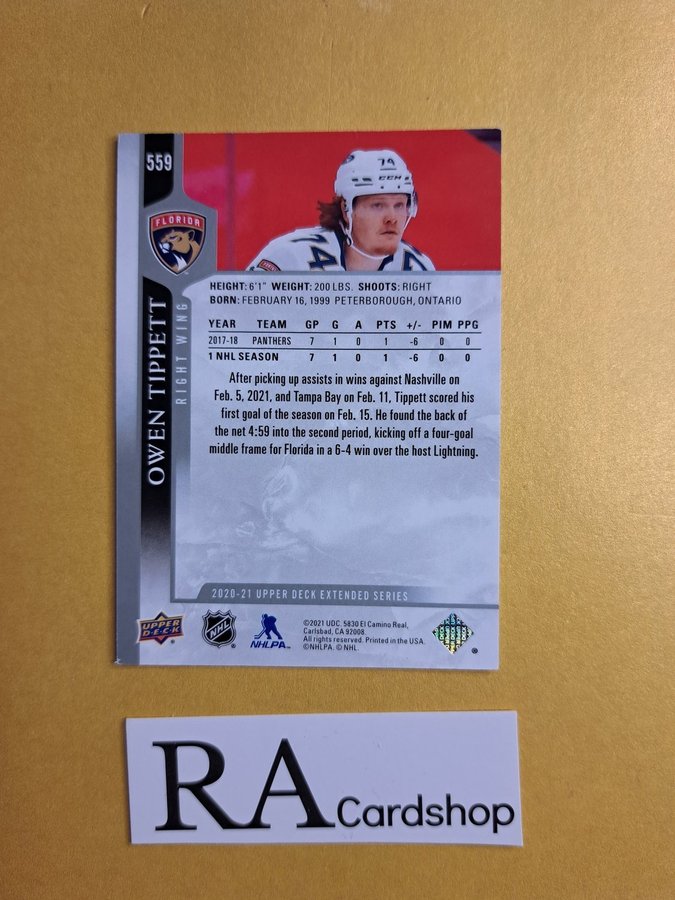 559
74
CCM
74
FLORIDA
OWEN TIPPETT
RIGHT WING
HEIGHT: 6'1" WEIGHT: 200 LBS. SHOOTS: RIGHT
BORN: FEBRUARY 16, 1999 PETERBOROUGH, ONTARIO
YEAR TEAM GP G A PTS +/- PIM PPG
2017-18 PANTHERS 7 1 0 1 -6 0 0
1 NHL SEASON 7 1 0 1 -6 0 0
After picking up assists in wins against Nashville on
Feb. 5, 2021, and Tampa Bay on Feb. 11, Tippett scored his
first goal of the season on Feb. 15. He found the back of
the net 4:59 into the second period, kicking off a four-goal
middle frame for Florida in a 6-4 win over the host Lightning.
2020-21 UPPER DECK EXTENDED SERIES
UPPER DECK ®
NHL ®
NHLPA
©2021 UDC. 5830 El Camino Real,
Carlsbad, CA 92008.
All rights reserved. Printed in the USA.
©NHLPA. © NHL.
®
RA Cardshop